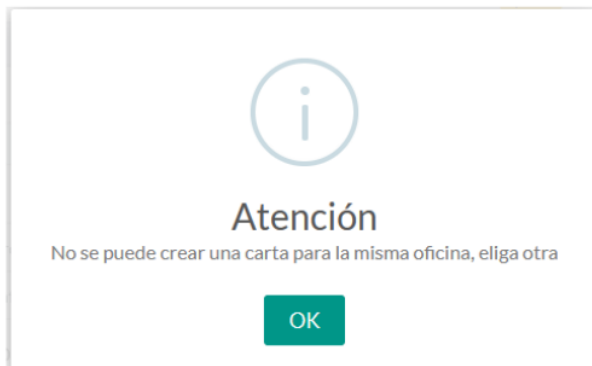 Atención
No se puede crear una carta para la misma oficina, eliga otra
OK